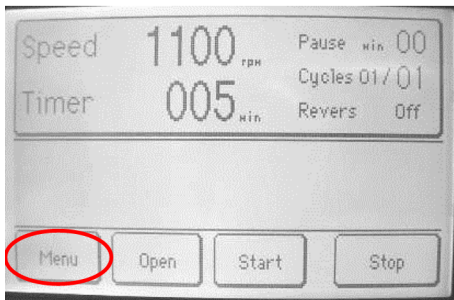 Speed 1100 rpm Pause min 00
Cycles 01/01
Timer 005 min Revers Off
Menu Open Start Stop